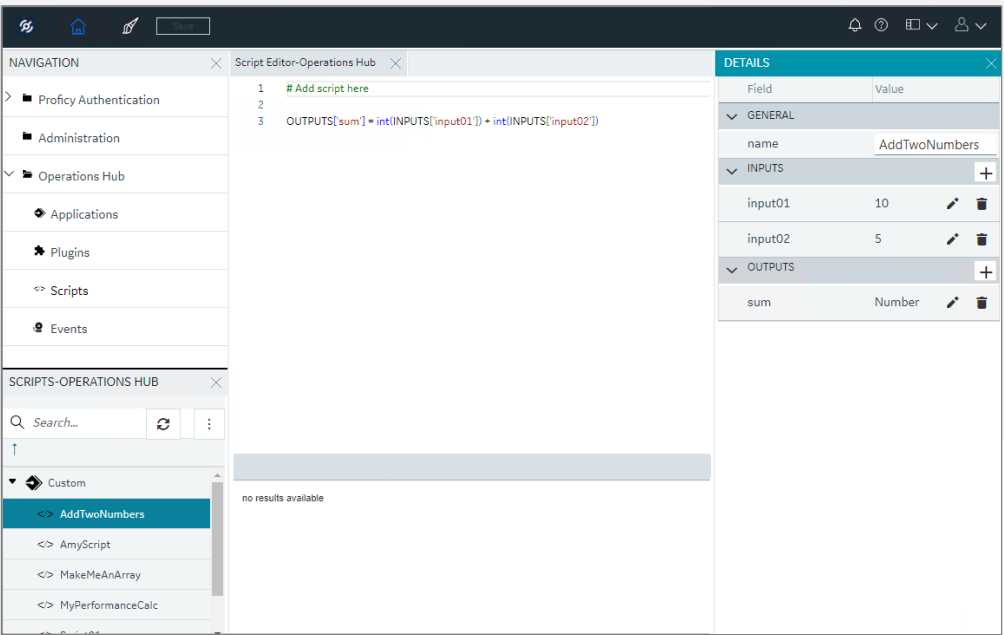 Save
NAVIGATION
Proficy Authentication
Administration
Operations Hub
Applications
Plugins
Scripts
Events
SCRIPTS-OPERATIONS HUB
Search...
Custom
AddTwoNumbers
AmyScript
MakeMeAnArray
MyPerformanceCalc
Script Editor-Operations Hub
1 # Add script here
2
3 OUTPUTS['sum'] = int(INPUTS['input01']) + int(INPUTS['input02'])
no results available
DETAILS
Field Value
GENERAL
name AddTwoNumbers
INPUTS
input01 10
input02 5
OUTPUTS
sum Number